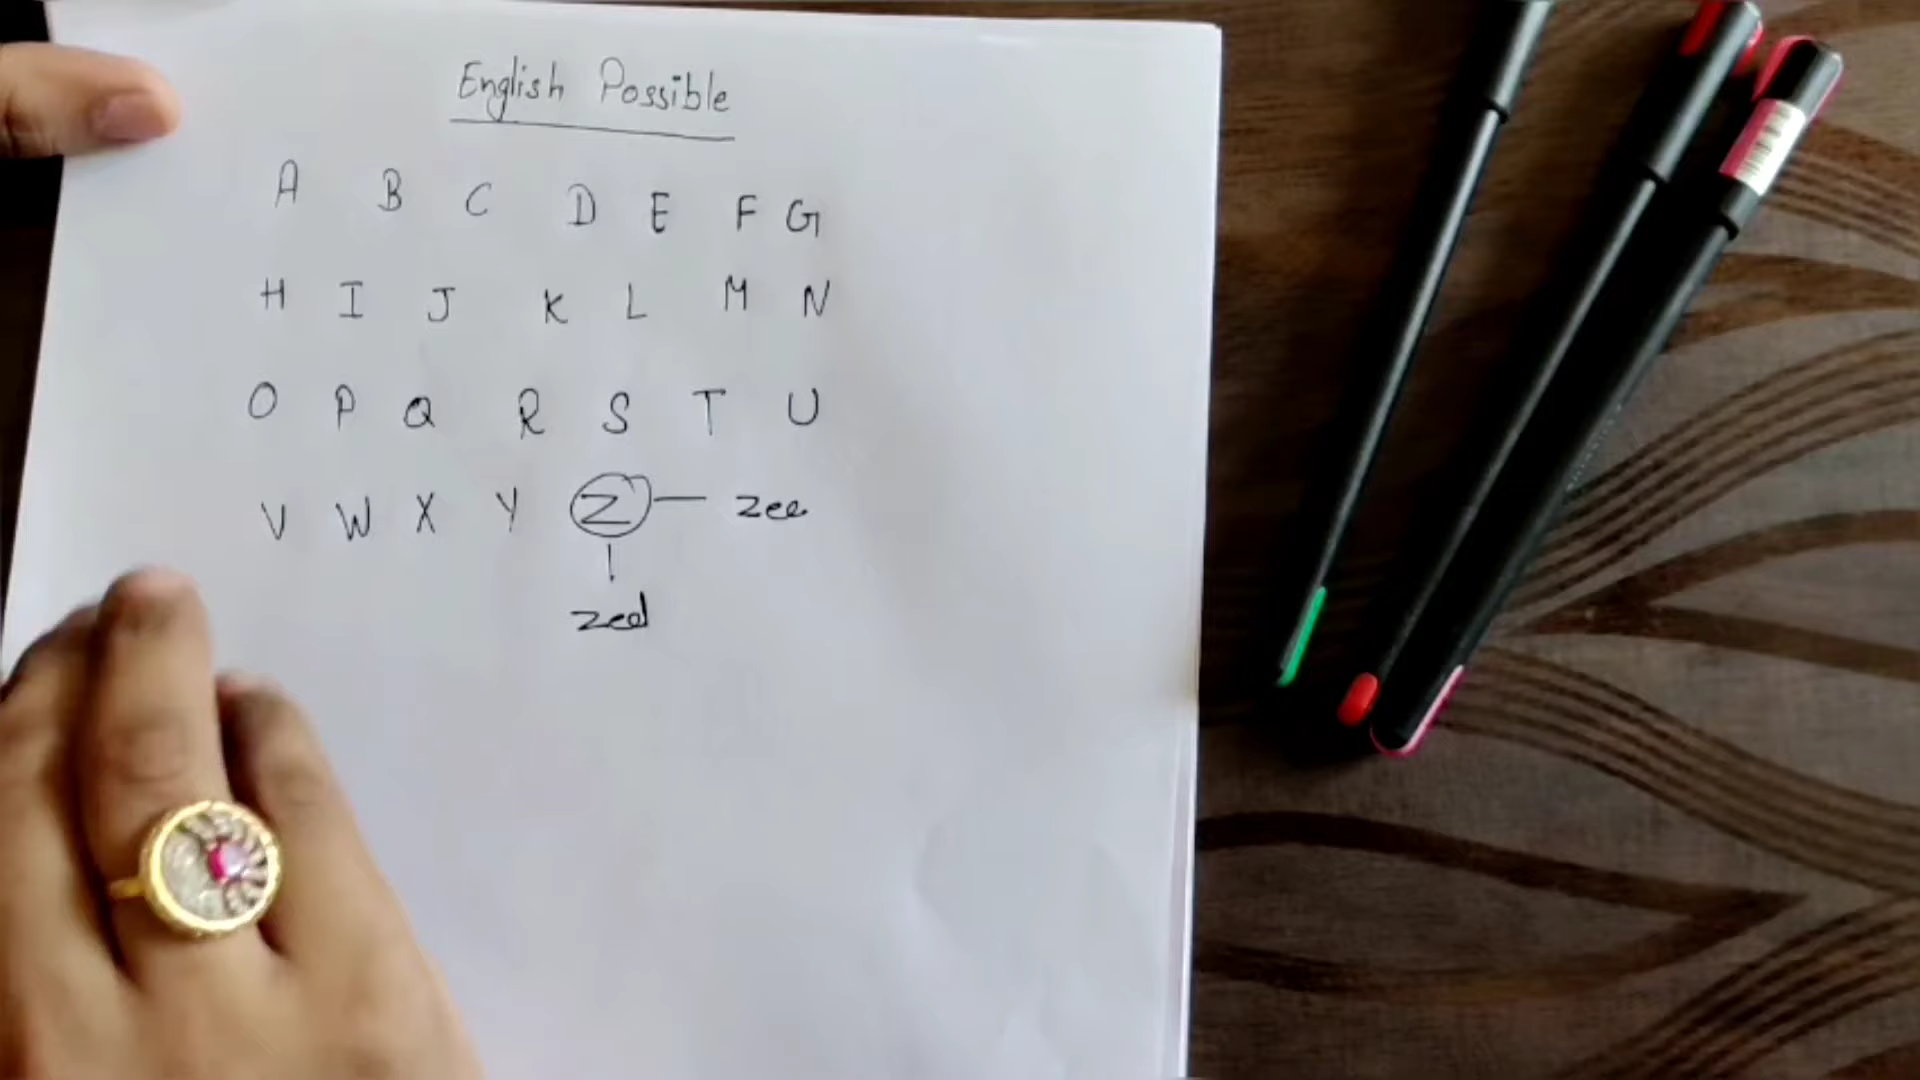 English Possible
A B C D E F G
H I J K L M N
O P Q R S T U
V W X Y Z — zee
zed